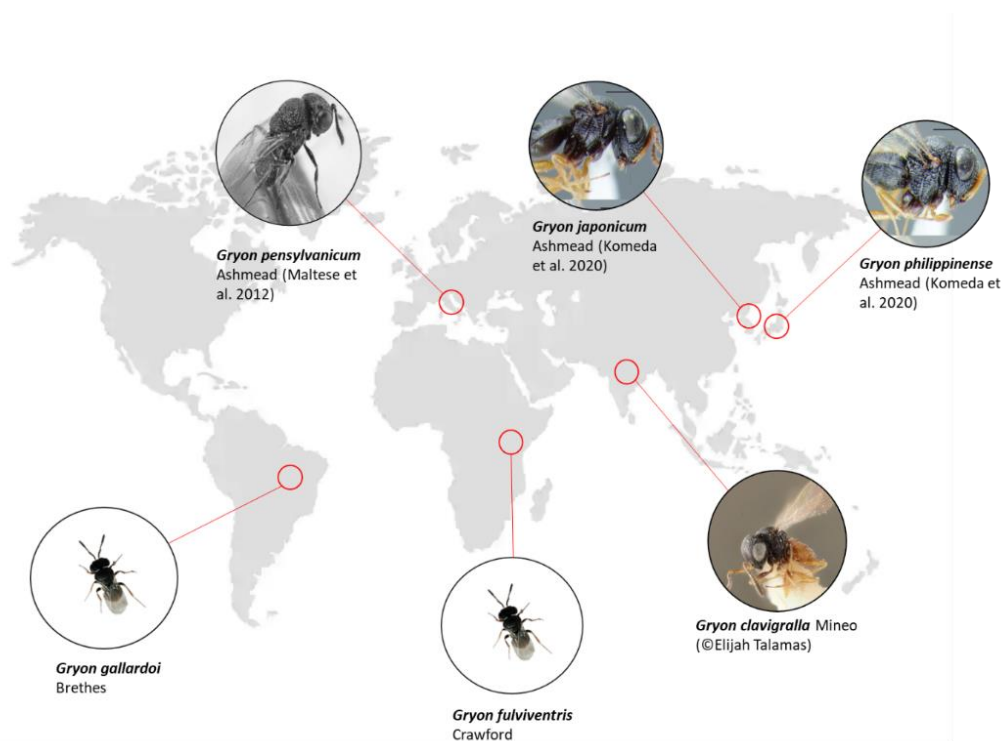 Gryon pensylvanicum
Ashmead (Maltese et
al. 2012)
Gryon japonicum
Ashmead (Komeda
et al. 2020)
Gryon philippinense
Ashmead (Komeda et
al. 2020)
Gryon gallardoi
Brethes
Gryon fulviventris
Crawford
Gryon clavigralla Mineo
(©Elijah Talamas)